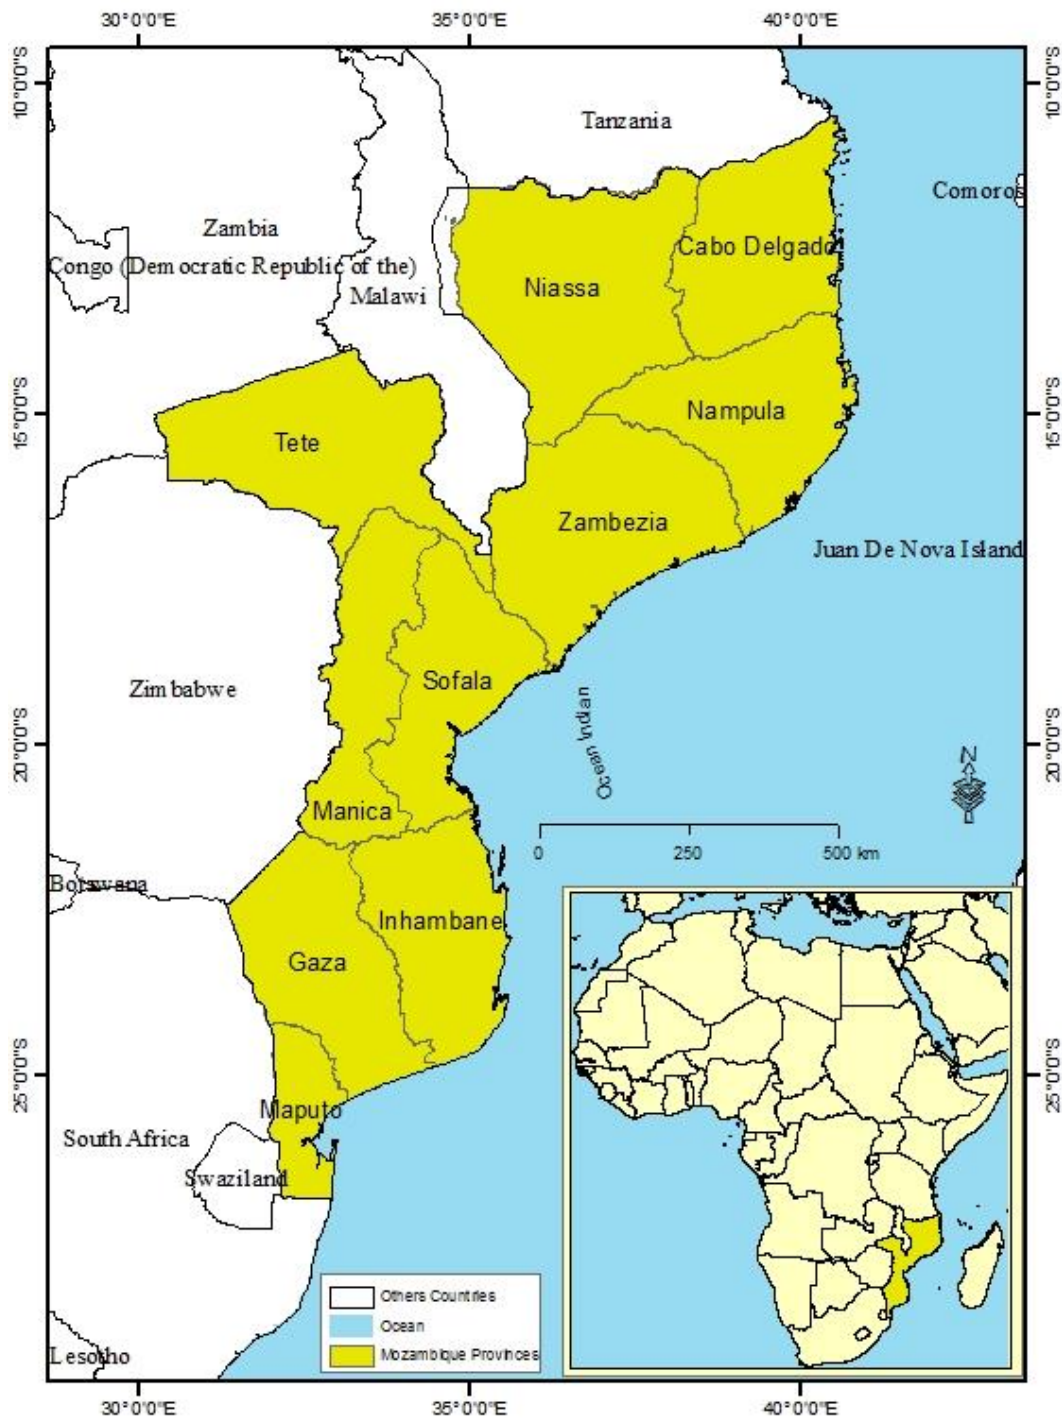 30°0'0"E 35°0'0"E 40°0'0"E
10°0'0"S
10°0'0"S
Tanzania
Comoros
Zambia
Cabo Delgado
Congo (Democratic Republic of the)
Niassa
Malawi
Nampula
15°0'0"S
15°0'0"S
Tete
Zambezia
Juan De Nova Island
Sofala
Zimbabwe
Ocean Indian
20°0'0"S
20°0'0"S
N
Manica
0 250 500 km
Botswana
Inhambane
Gaza
25°0'0"S
25°0'0"S
Maputo
South Africa
Swaziland
Others Countries
Ocean
Mozambique Provinces
Lesotho
30°0'0"E 35°0'0"E 40°0'0"E